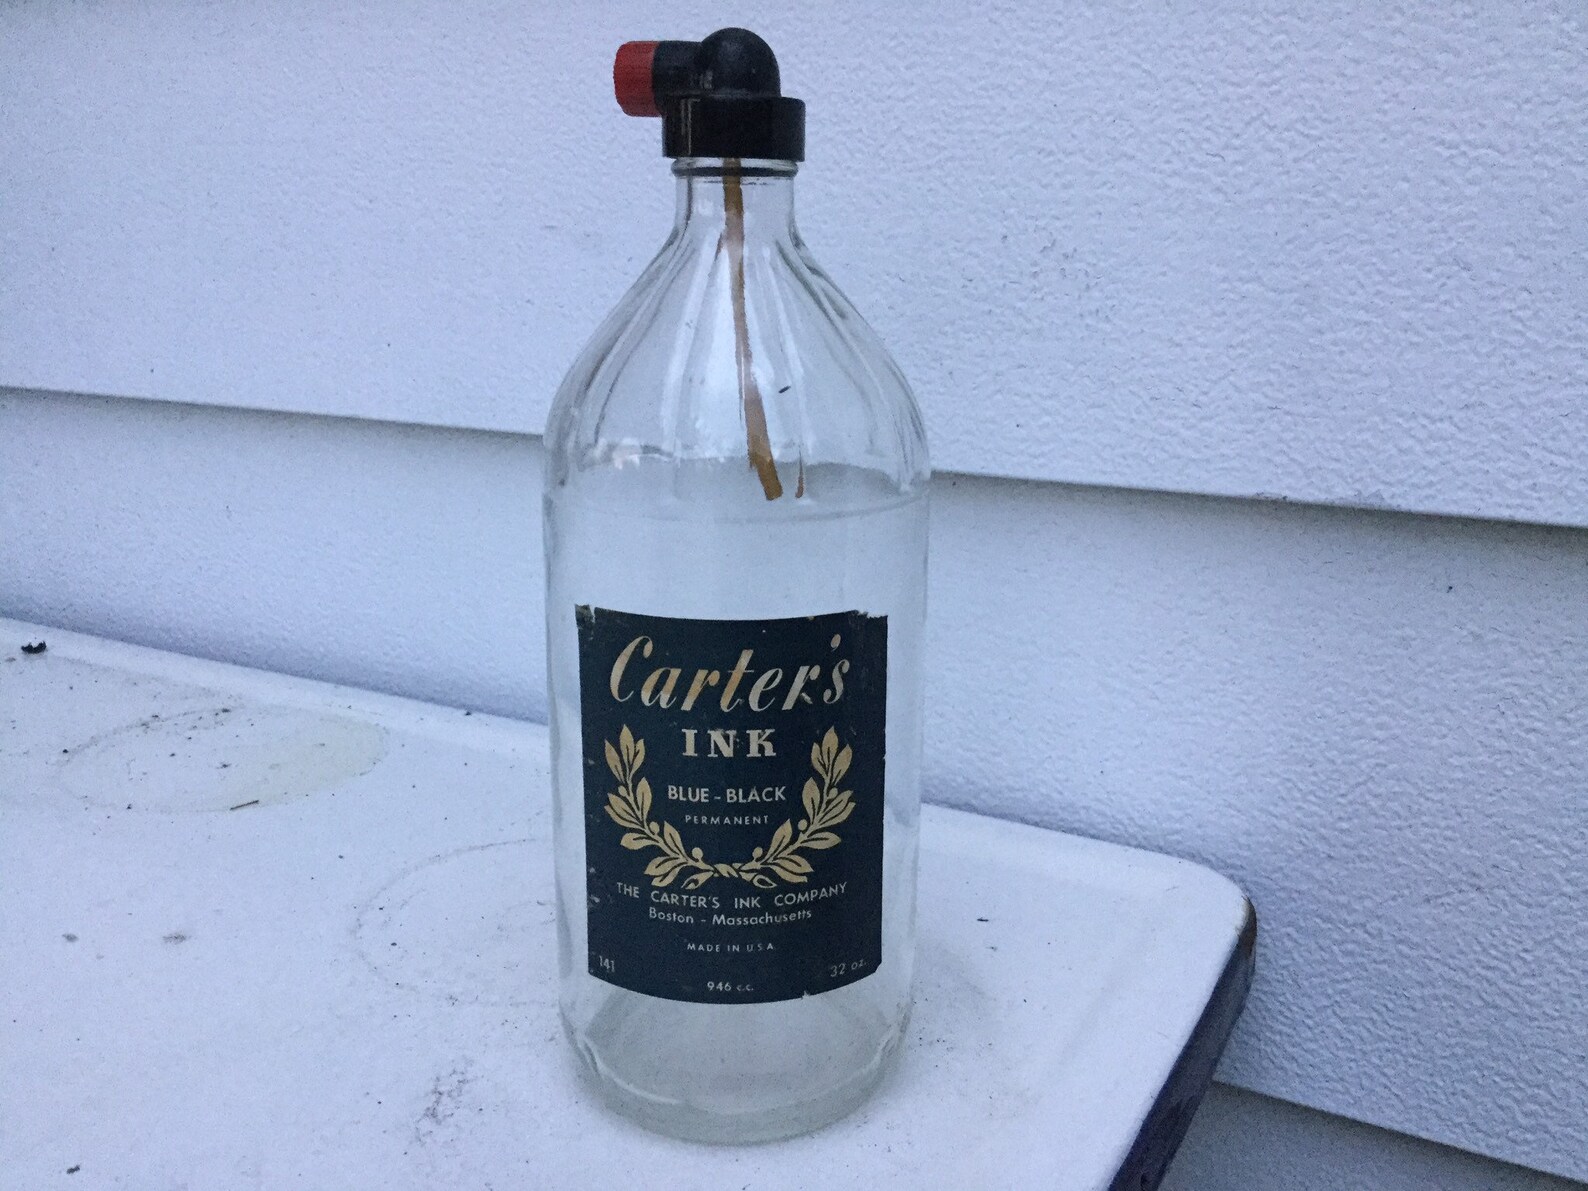 Carter's
INK
BLUE-BLACK
PERMANENT
THE CARTER'S INK COMPANY
Boston - Massachusetts
MADE IN U.S.A.
141
32 oz.
946 c.c.